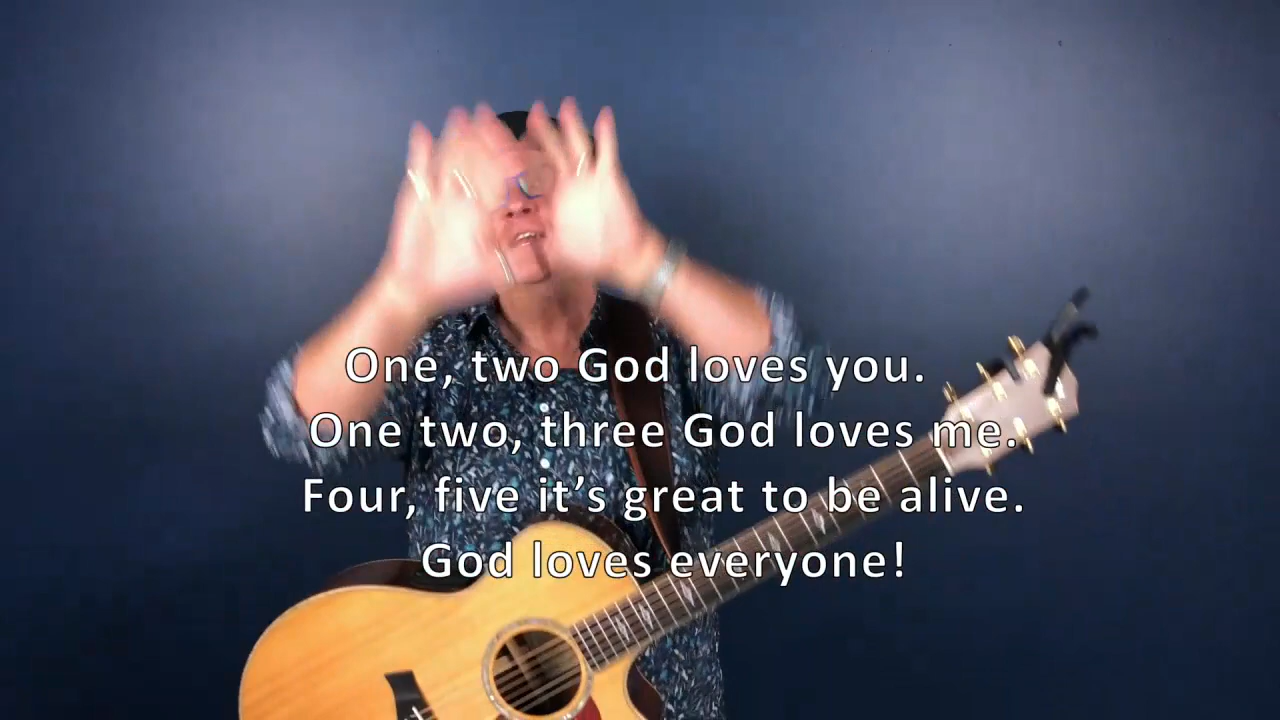 One, two God loves you.
One two, three God loves me.
Four, five it’s great to be alive.
God loves everyone!